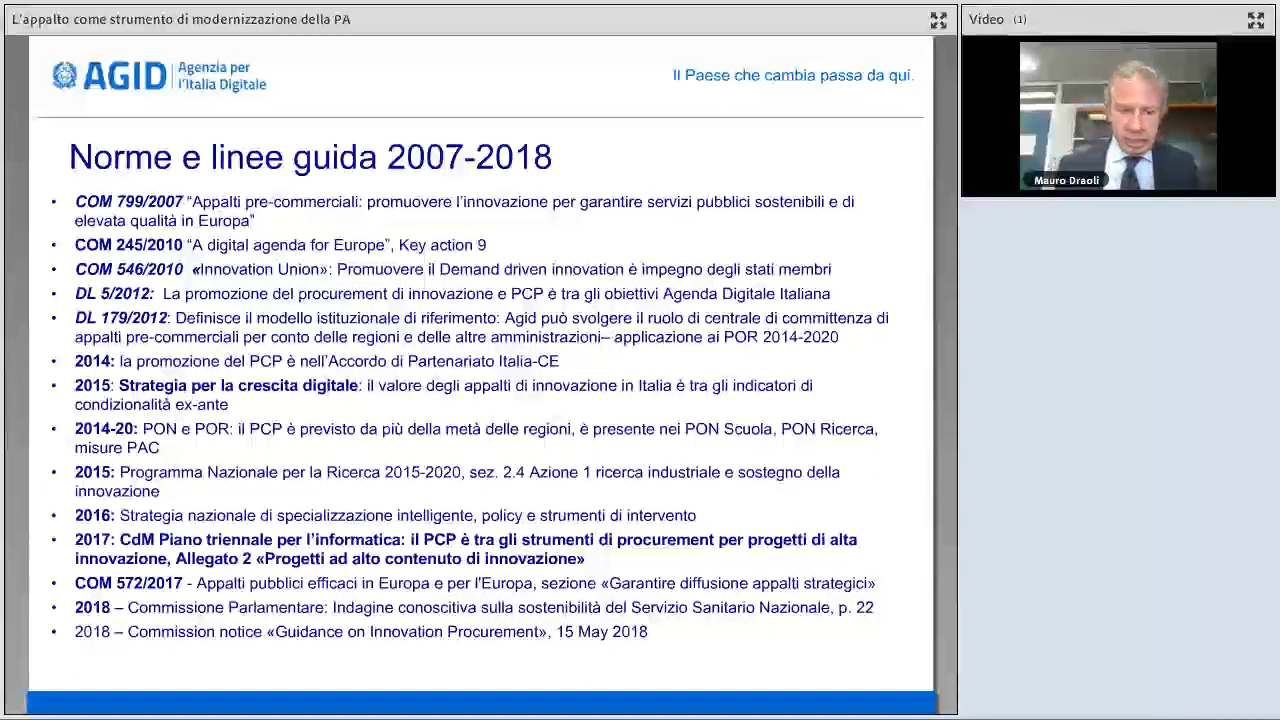 L'appalto come strumento di modernizzazione della PA
Video (1)
AGID
Agenzia per
l'Italia Digitale
Il Paese che cambia passa da qui.
Mauro Draoli
Norme e linee guida 2007-2018
• COM 799/2007 “Appalti pre-commerciali: promuovere l’innovazione per garantire servizi pubblici sostenibili e di
elevata qualità in Europa”
• COM 245/2010 “A digital agenda for Europe”, Key action 9
• COM 546/2010 «Innovation Union»: Promuovere il Demand driven innovation è impegno degli stati membri
• DL 5/2012: La promozione del procurement di innovazione e PCP è tra gli obiettivi Agenda Digitale Italiana
• DL 179/2012: Definisce il modello istituzionale di riferimento: Agid può svolgere il ruolo di centrale di committenza di
appalti pre-commerciali per conto delle regioni e delle altre amministrazioni– applicazione ai POR 2014-2020
• 2014: la promozione del PCP è nell’Accordo di Partenariato Italia-CE
• 2015: Strategia per la crescita digitale: il valore degli appalti di innovazione in Italia è tra gli indicatori di
condizionalità ex-ante
• 2014-20: PON e POR: il PCP è previsto da più della metà delle regioni, è presente nei PON Scuola, PON Ricerca,
misure PAC
• 2015: Programma Nazionale per la Ricerca 2015-2020, sez. 2.4 Azione 1 ricerca industriale e sostegno della
innovazione
• 2016: Strategia nazionale di specializzazione intelligente, policy e strumenti di intervento
• 2017: CdM Piano triennale per l’informatica: il PCP è tra gli strumenti di procurement per progetti di alta
innovazione, Allegato 2 «Progetti ad alto contenuto di innovazione»
• COM 572/2017 - Appalti pubblici efficaci in Europa e per l'Europa, sezione «Garantire diffusione appalti strategici»
• 2018 – Commissione Parlamentare: Indagine conoscitiva sulla sostenibilità del Servizio Sanitario Nazionale, p. 22
• 2018 – Commission notice «Guidance on Innovation Procurement», 15 May 2018